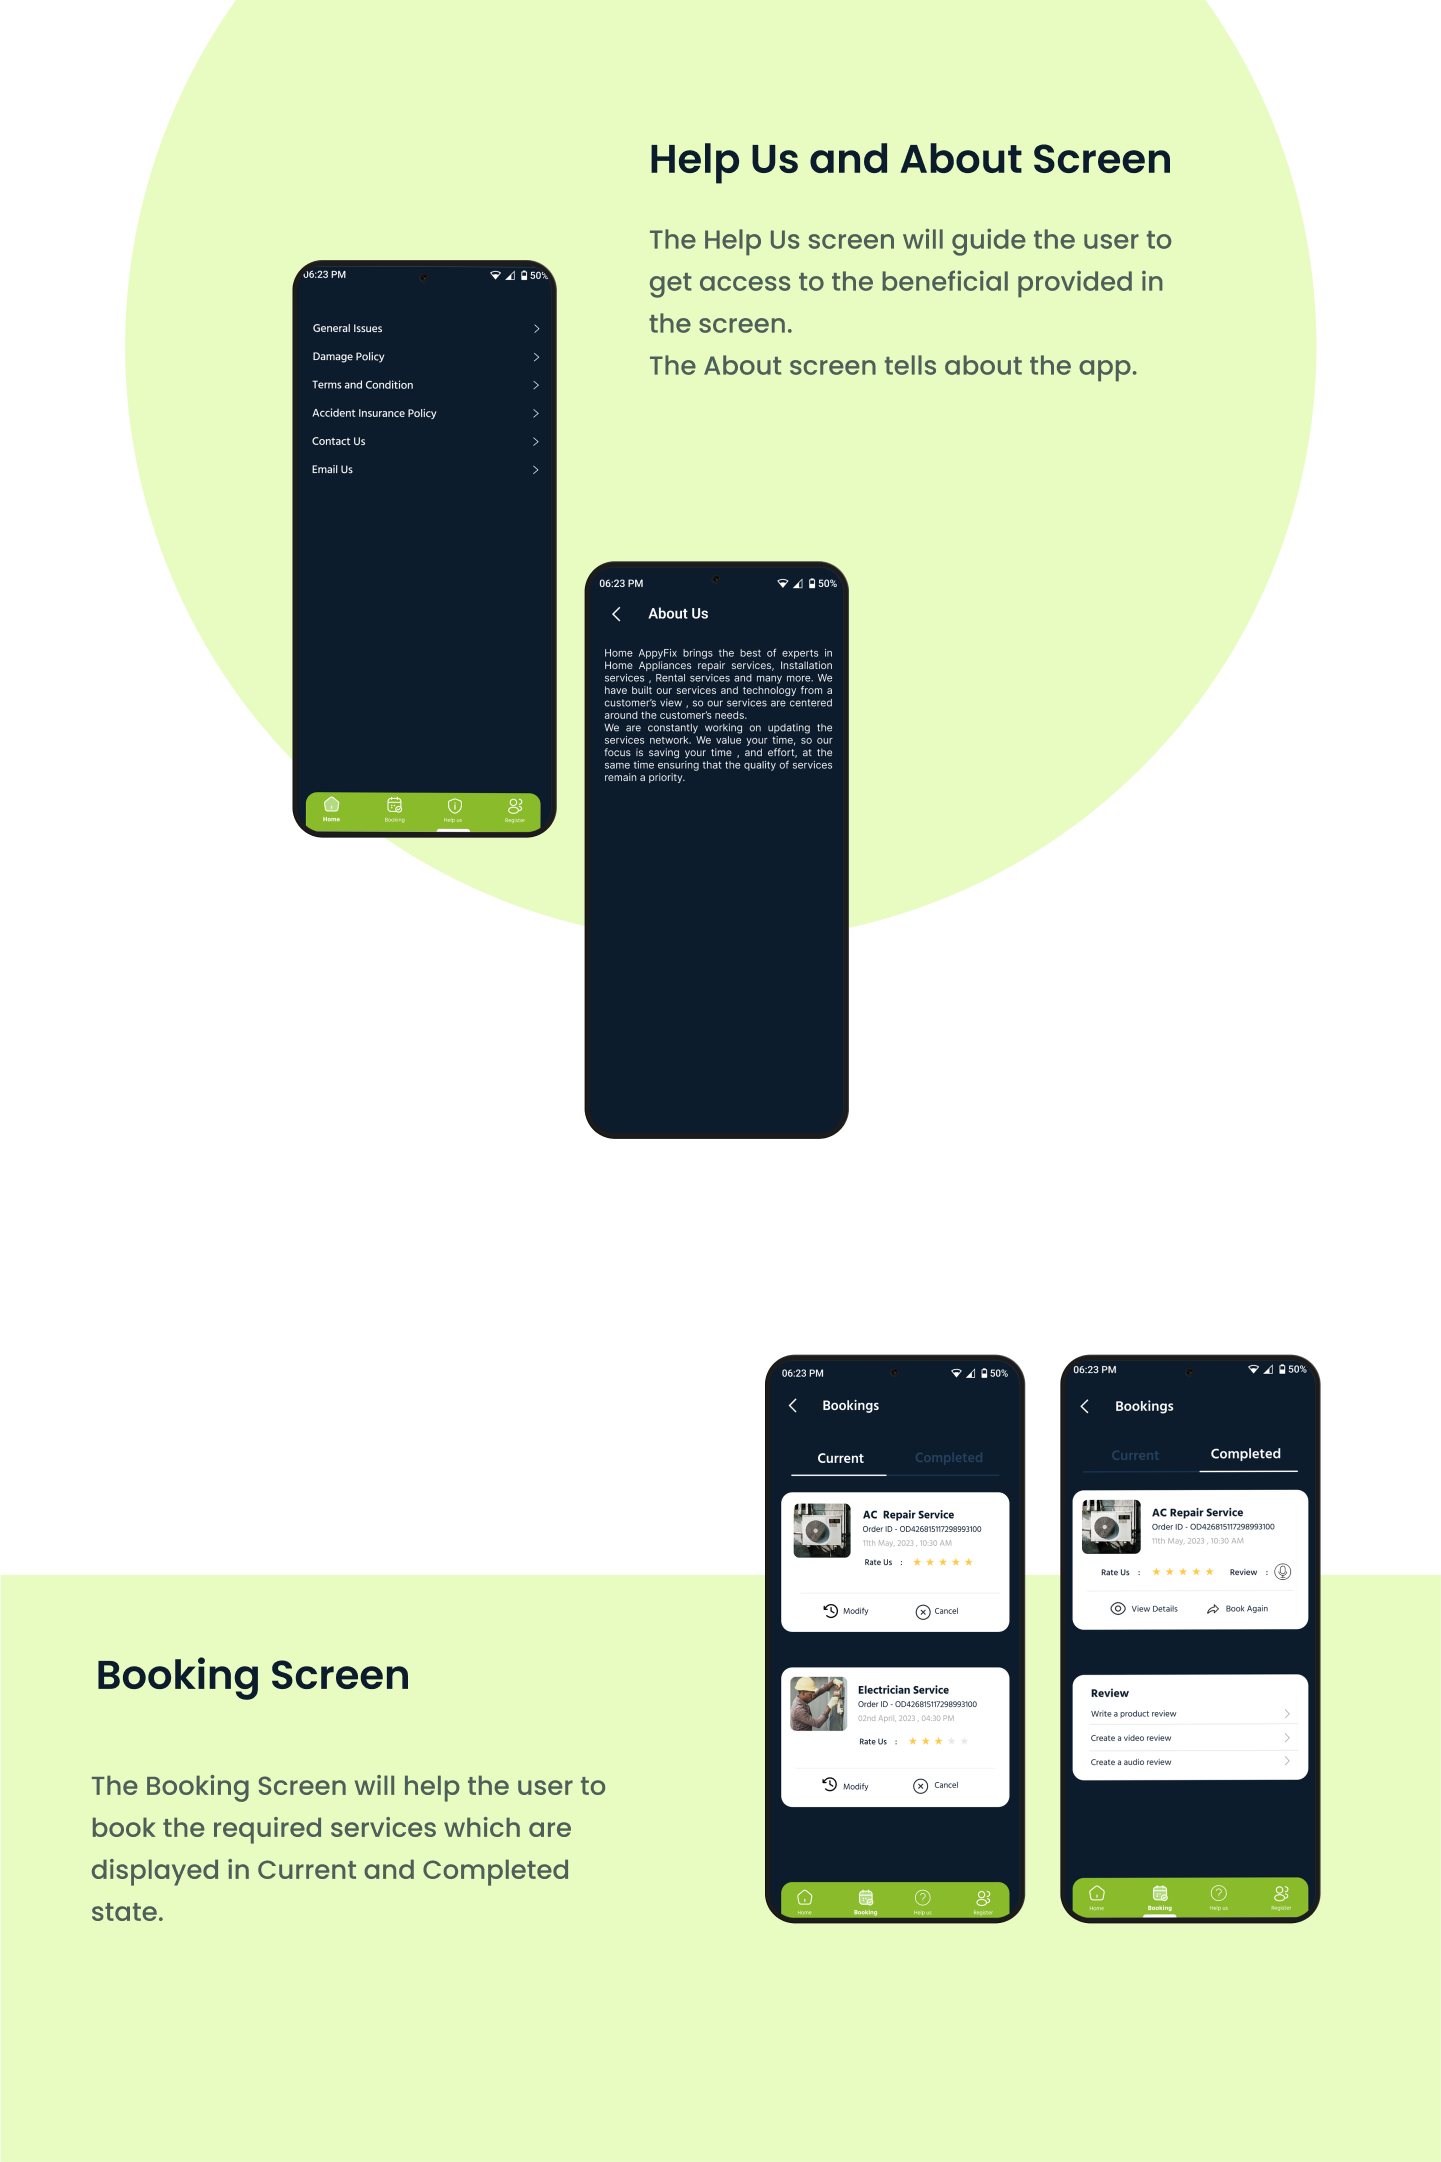 Help Us and About Screen
The Help Us screen will guide the user to
get access to the beneficial provided in
the screen.
The About screen tells about the app.
06:23 PM 50%
General Issues
Damage Policy
Terms and Condition
Accident Insurance Policy
Contact Us
Email Us
Home Booking Help us Register
06:23 PM 50%
About Us
Home AppyFix brings the best of experts in
Home Appliances repair services, Installation
services , Rental services and many more. We
have built our services and technology from a
customer's view , so our services are centered
around the customer's needs.
We are constantly working on updating the
services network. We value your time, so our
focus is saving your time , and effort, at the
same time ensuring that the quality of services
remain a priority.
Booking Screen
The Booking Screen will help the user to
book the required services which are
displayed in Current and Completed
state.
06:23 PM 50%
Bookings
Current Completed
AC Repair Service
Order ID - OD426815117298993100
11th May, 2023 , 10:30 AM
Rate Us :
Modify Cancel
Electrician Service
Order ID - OD426815117298993100
02nd April, 2023 , 04:30 PM
Rate Us :
Modify Cancel
Home Booking Help us Register
06:23 PM 50%
Bookings
Current Completed
AC Repair Service
Order ID - OD426815117298993100
11th May, 2023 , 10:30 AM
Rate Us : Review :
View Details Book Again
Review
Write a product review
Create a video review
Create a audio review
Home Booking Help us Register